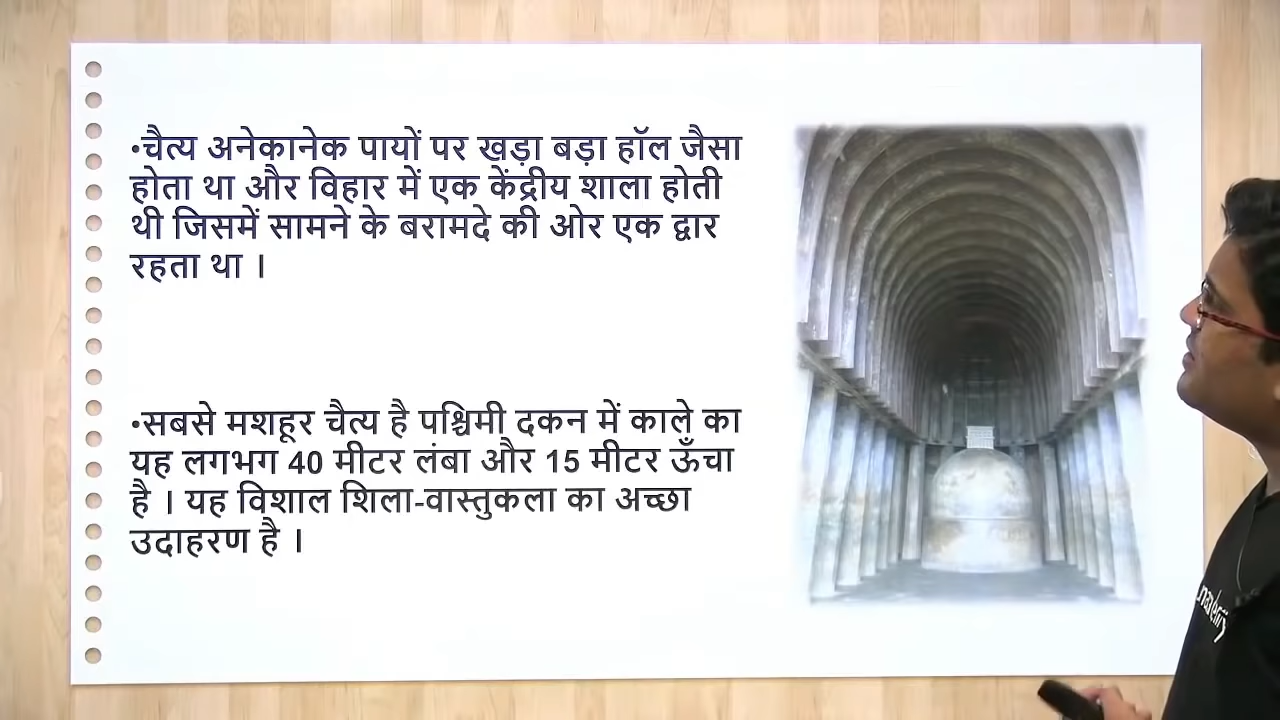 •चैत्य अनेकानेक पायों पर खड़ा बड़ा हॉल जैसा
होता था और विहार में एक केंद्रीय शाला होती
थी जिसमें सामने के बरामदे की ओर एक द्वार
रहता था ।
•सबसे मशहूर चैत्य है पश्चिमी दकन में काले का
यह लगभग 40 मीटर लंबा और 15 मीटर ऊँचा
है । यह विशाल शिला-वास्तुकला का अच्छा
उदाहरण है ।